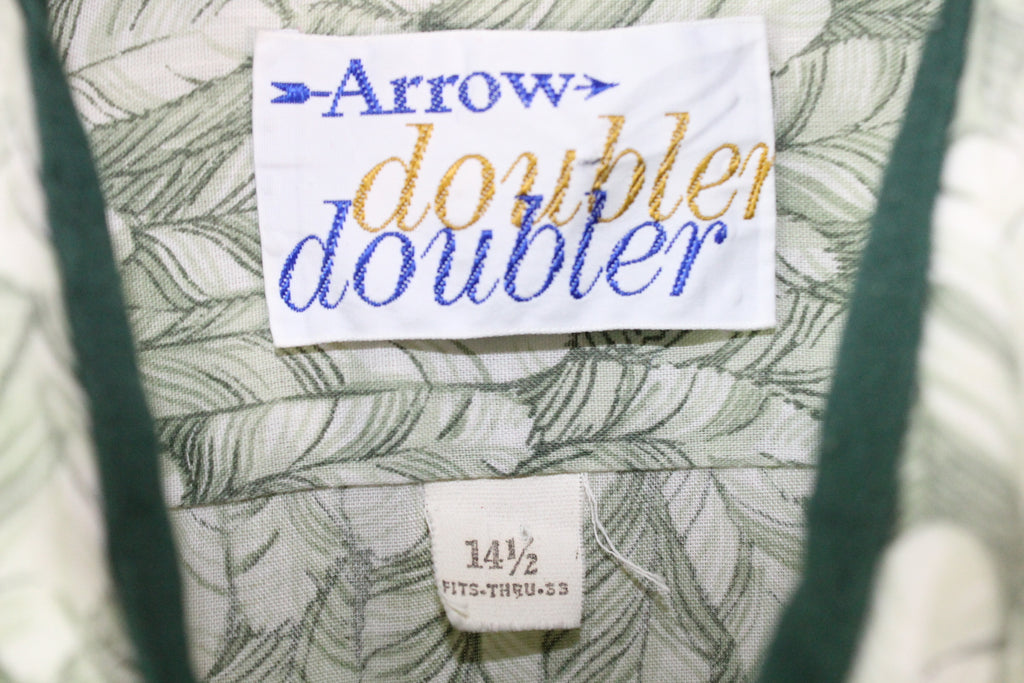 Arrow
doubler
doubler
14½
FITS-THRU-33